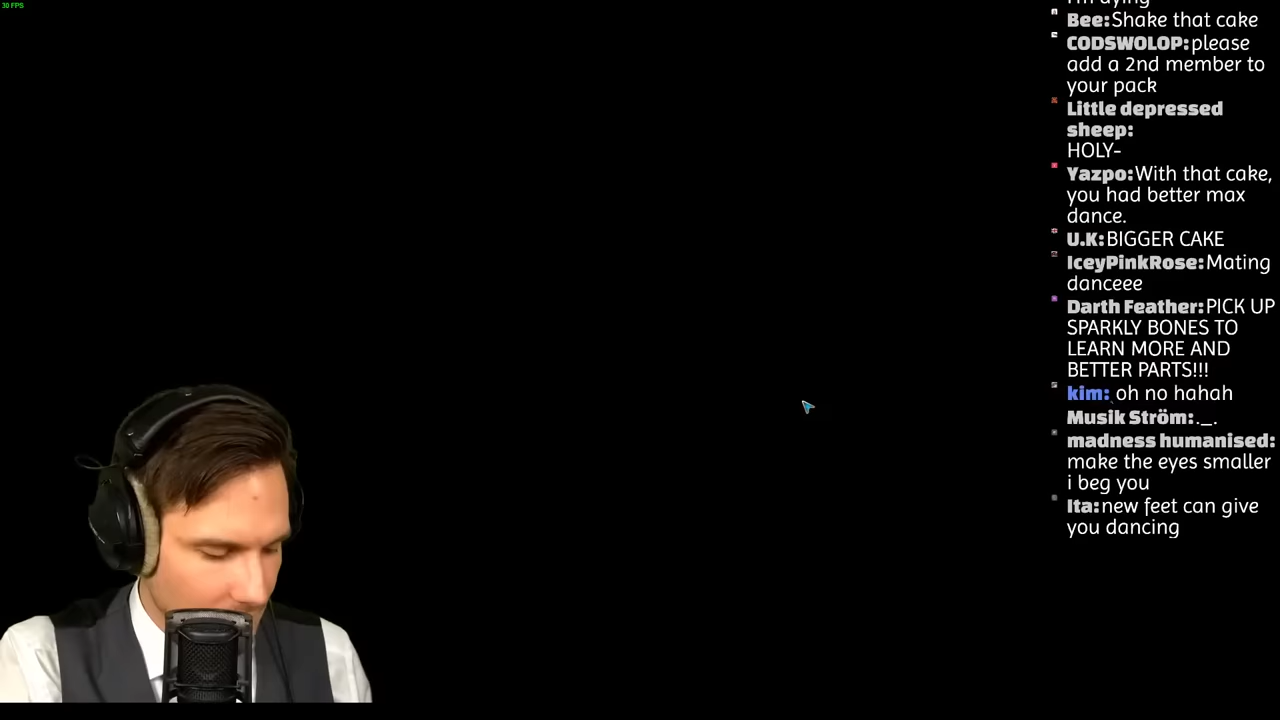 30 FPS
I'm dying
Bee: Shake that cake
CODSWOLOP: please
add a 2nd member to
your pack
Little depressed
sheep:
HOLY-
Yazpo: With that cake,
you had better max
dance.
U.K: BIGGER CAKE
IceyPinkRose: Mating
danceee
Darth Feather: PICK UP
SPARKLY BONES TO
LEARN MORE AND
BETTER PARTS!!!
kim: oh no hahah
Musik Ström: ._.
madness humanised:
make the eyes smaller
i beg you
Ita: new feet can give
you dancing